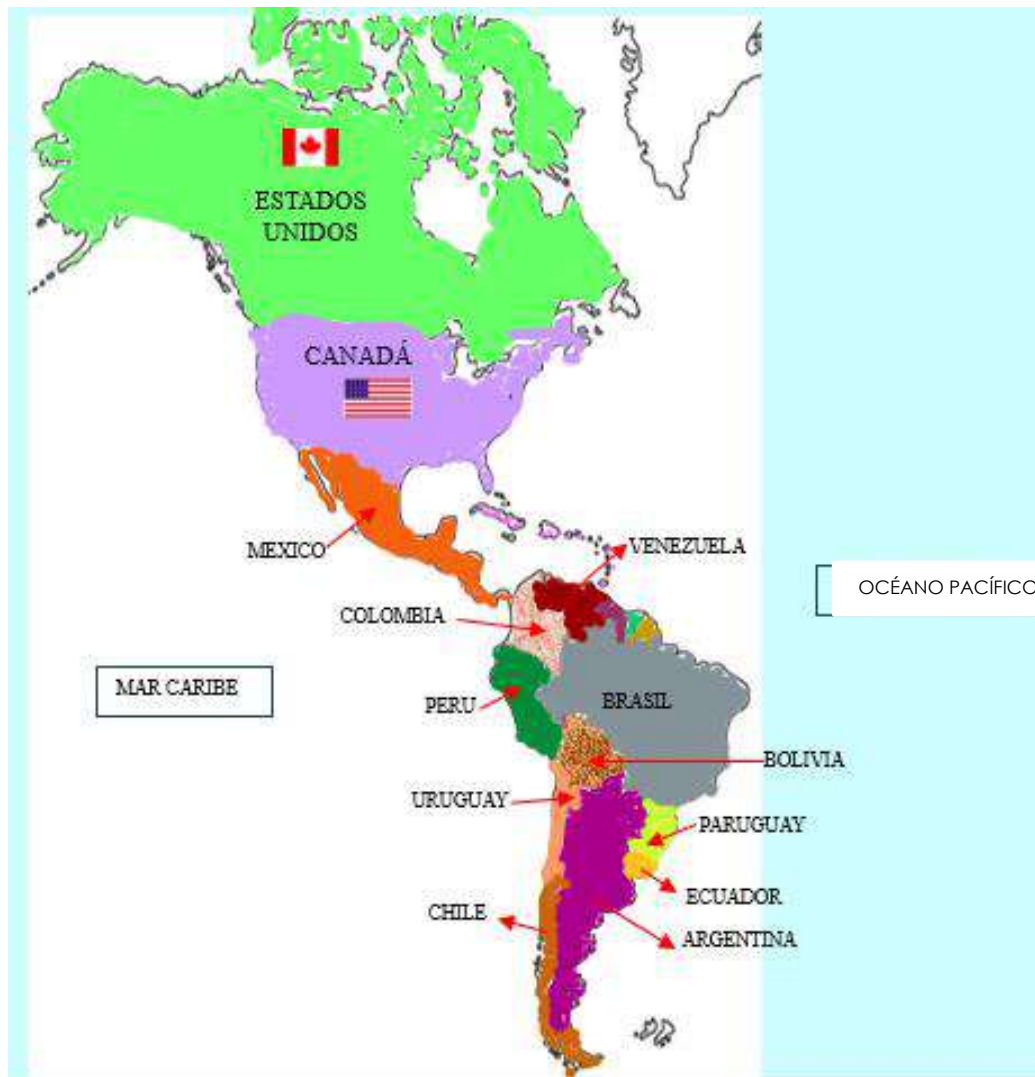 ESTADOS
UNIDOS
CANADÁ
MEXICO
VENEZUELA
OCÉANO PACÍFICO
COLOMBIA
MAR CARIBE
PERU
BRASIL
BOLIVIA
URUGUAY
PARUGUAY
ECUADOR
CHILE
ARGENTINA